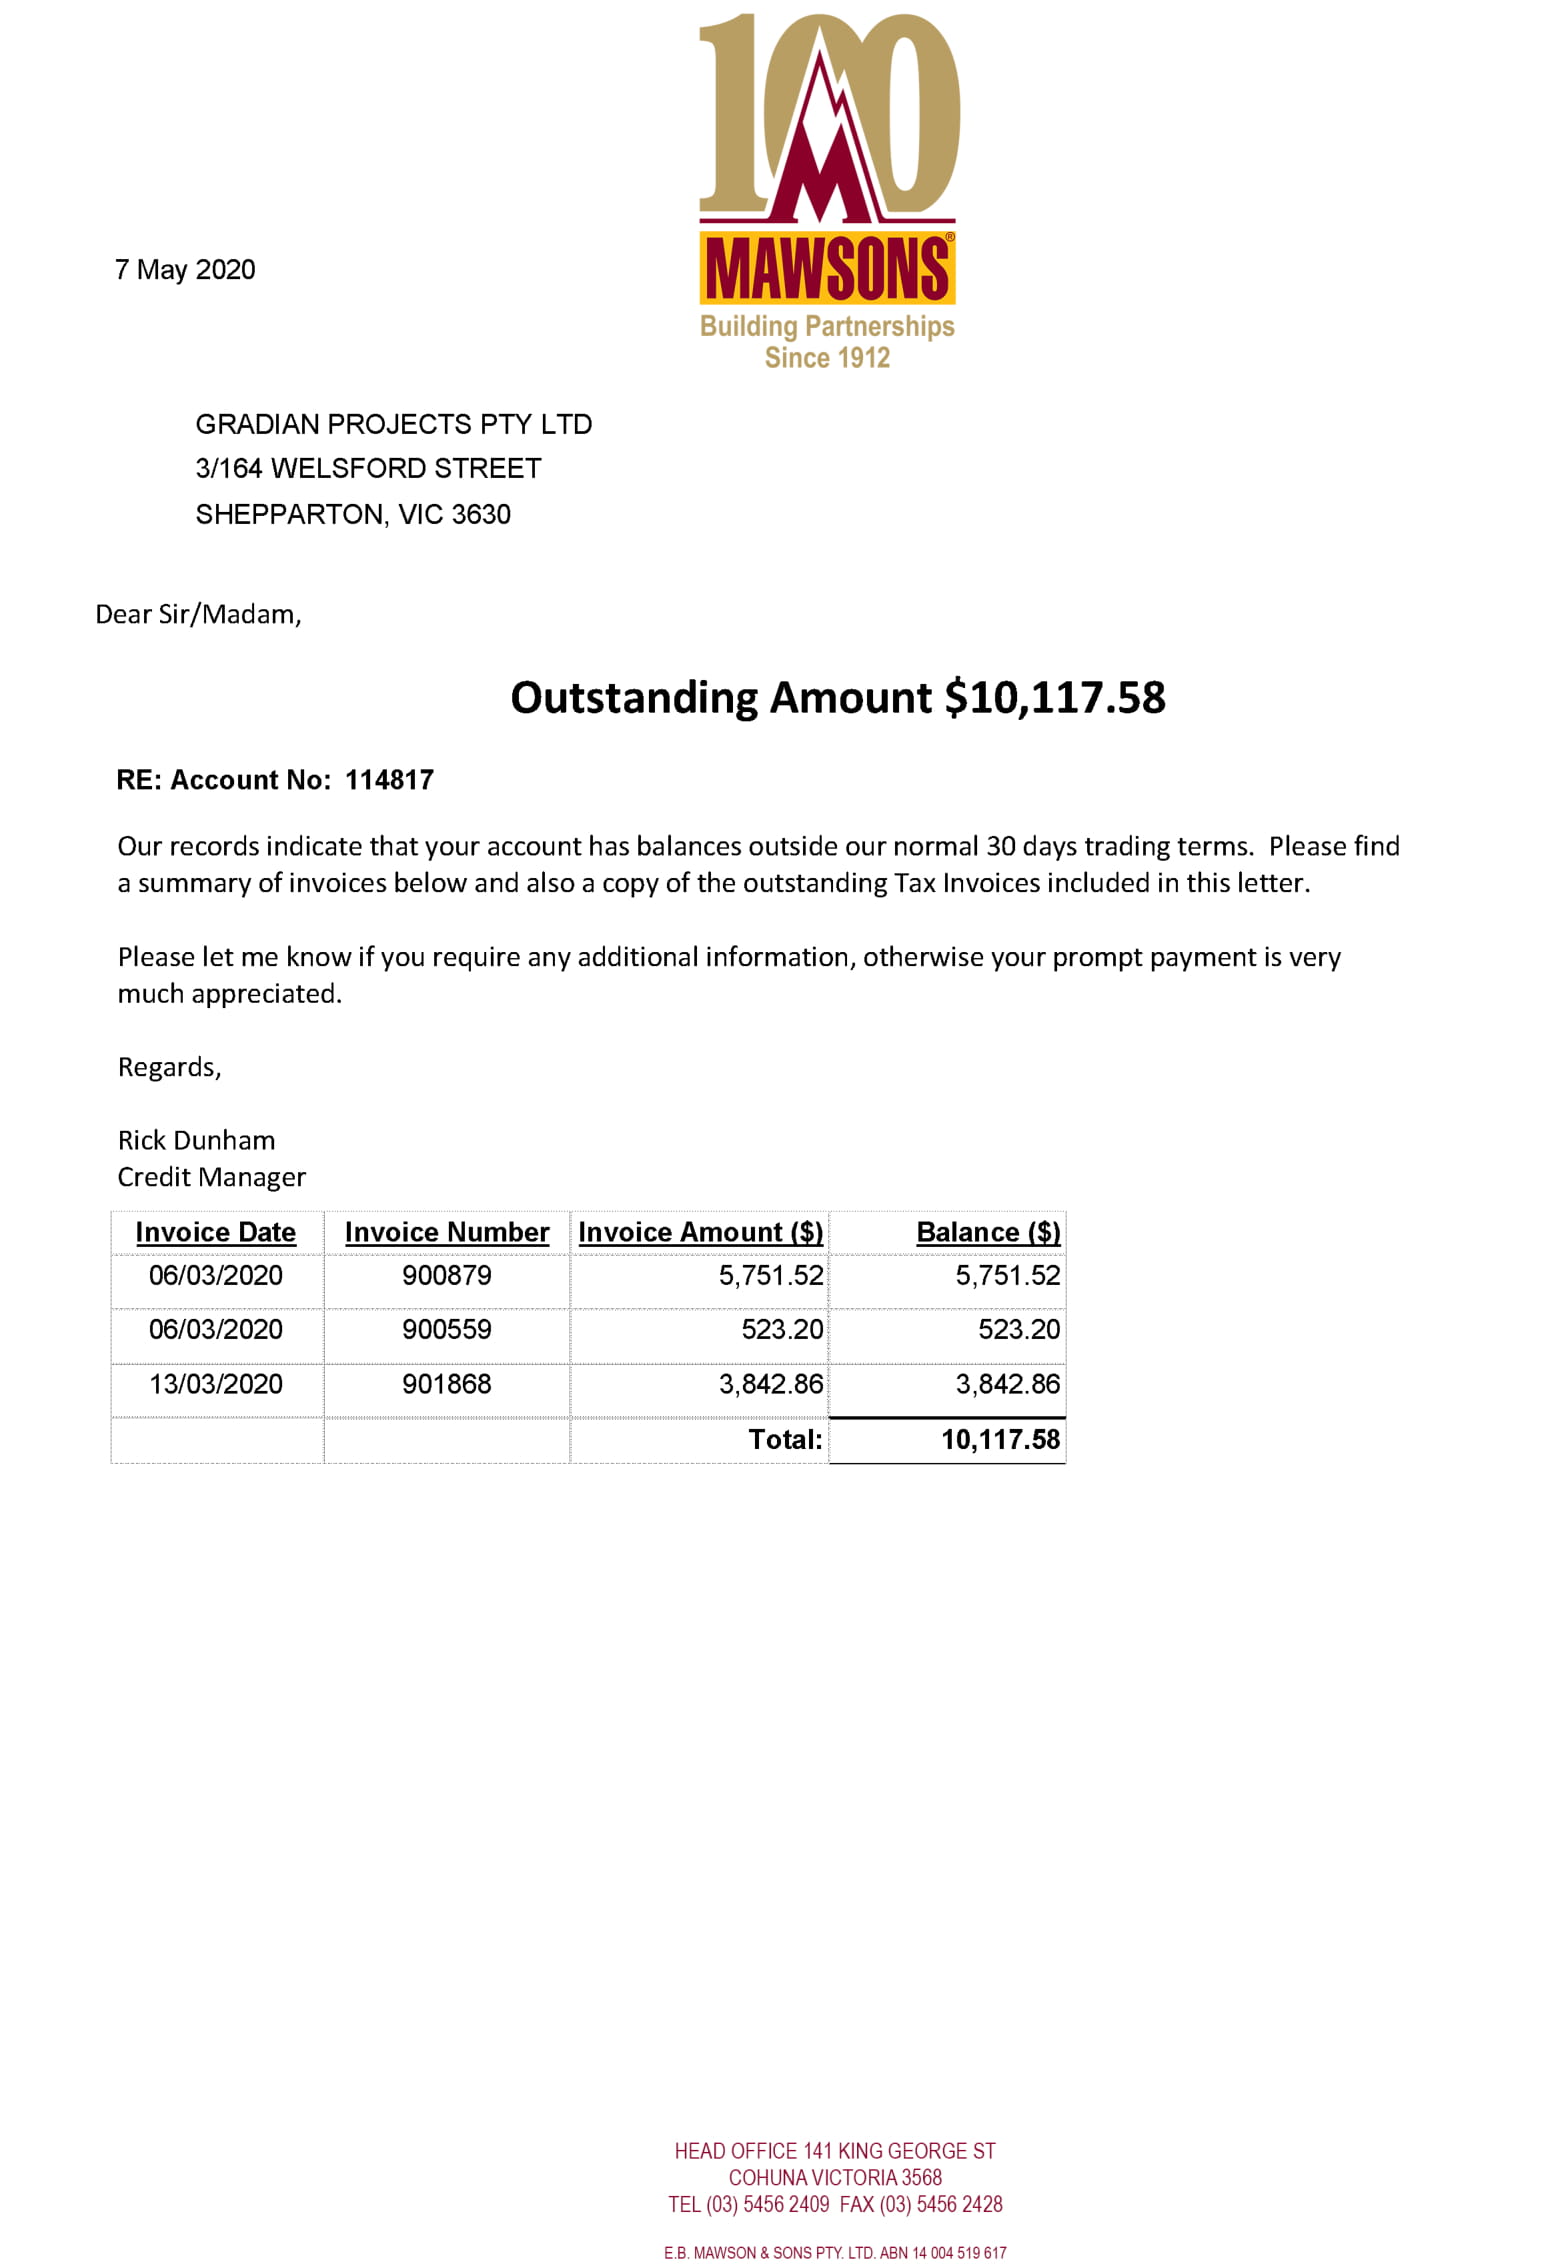 100
MAWSONS®
Building Partnerships
Since 1912
7 May 2020
GRADIAN PROJECTS PTY LTD
3/164 WELSFORD STREET
SHEPPARTON, VIC 3630
Dear Sir/Madam,
Outstanding Amount $10,117.58
RE: Account No: 114817
Our records indicate that your account has balances outside our normal 30 days trading terms. Please find
a summary of invoices below and also a copy of the outstanding Tax Invoices included in this letter.
Please let me know if you require any additional information, otherwise your prompt payment is very
much appreciated.
Regards,
Rick Dunham
Credit Manager
Invoice Date Invoice Number Invoice Amount ($) Balance ($)
06/03/2020 900879 5,751.52 5,751.52
06/03/2020 900559 523.20 523.20
13/03/2020 901868 3,842.86 3,842.86
Total: 10,117.58
HEAD OFFICE 141 KING GEORGE ST
COHUNA VICTORIA 3568
TEL (03) 5456 2409 FAX (03) 5456 2428
E.B. MAWSON & SONS PTY. LTD. ABN 14 004 519 617